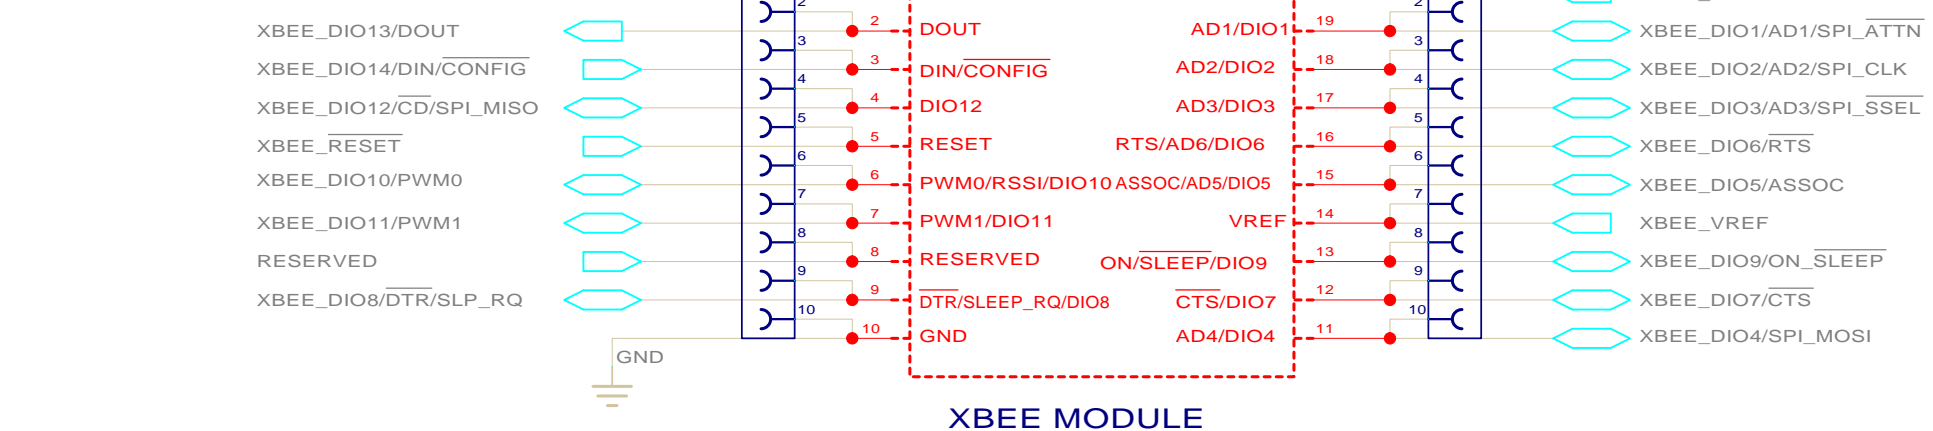 2 2
XBEE_DIO13/DOUT 2 DOUT AD1/DIO1 19 XBEE_DIO1/AD1/SPI_ATTN
3 3
XBEE_DIO14/DIN/CONFIG 3 DIN/CONFIG AD2/DIO2 18 XBEE_DIO2/AD2/SPI_CLK
4 4
XBEE_DIO12/CD/SPI_MISO 4 DIO12 AD3/DIO3 17 XBEE_DIO3/AD3/SPI_SSEL
5 5
XBEE_RESET 5 RESET RTS/AD6/DIO6 16 XBEE_DIO6/RTS
6 6
XBEE_DIO10/PWM0 6 PWM0/RSSI/DIO10 ASSOC/AD5/DIO5 15 XBEE_DIO5/ASSOC
7 7
XBEE_DIO11/PWM1 7 PWM1/DIO11 VREF 14 XBEE_VREF
8 8
RESERVED 8 RESERVED ON/SLEEP/DIO9 13 XBEE_DIO9/ON_SLEEP
9 9
XBEE_DIO8/DTR/SLP_RQ 9 DTR/SLEEP_RQ/DIO8 CTS/DIO7 12 XBEE_DIO7/CTS
10 10
10 GND AD4/DIO4 11 XBEE_DIO4/SPI_MOSI
GND
XBEE MODULE